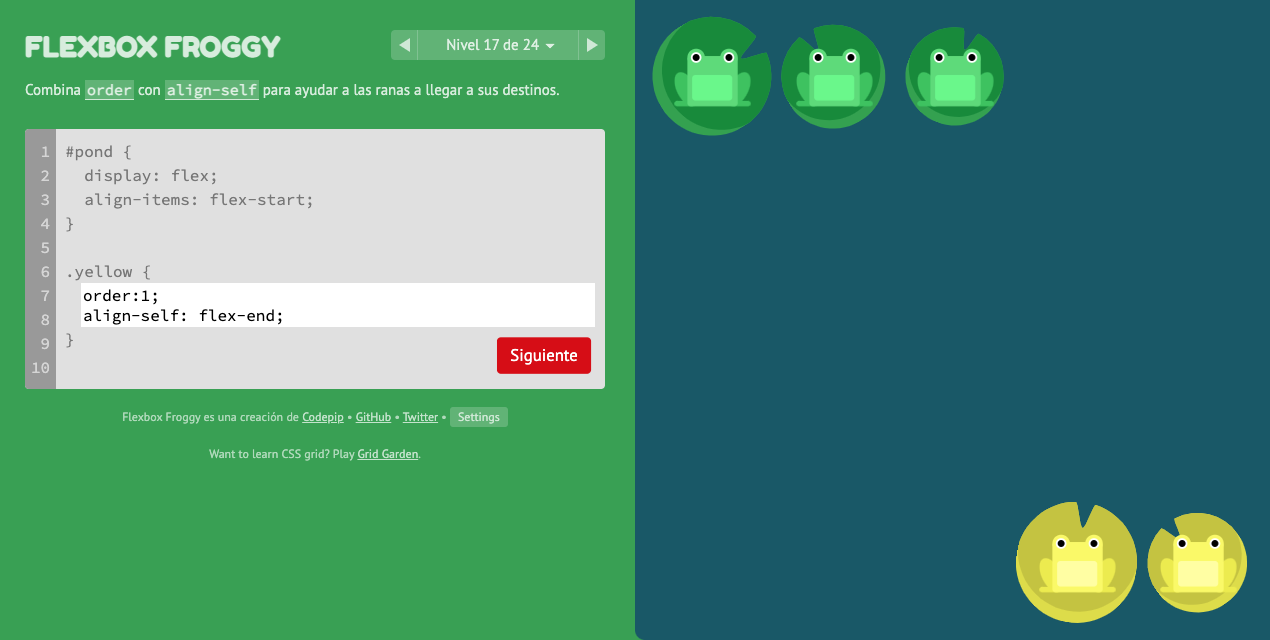 FLEXBOX FROGGY
Nivel 17 de 24
Combina order con align-self para ayudar a las ranas a llegar a sus destinos.
1 #pond {
2 display: flex;
3 align-items: flex-start;
4 }
5
6 .yellow {
7 order:1;
8 align-self: flex-end;
9 }
10
Siguiente
Flexbox Froggy es una creación de Codepip • GitHub • Twitter • Settings
Want to learn CSS grid? Play Grid Garden.